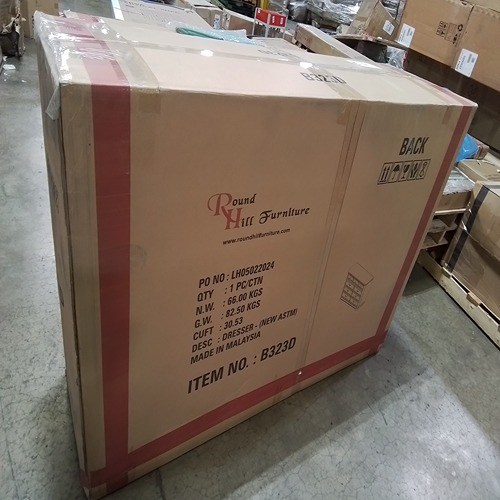 B323D
BACK
Round
Hill Furniture
www.roundhillfurniture.com
PO NO : LH05022024
QTY : 1 PC/CTN
N.W. : 66.00 KGS
G.W. : 82.50 KGS
CUFT : 30.53
DESC : DRESSER - (NEW ASTM)
MADE IN MALAYSIA
ITEM NO. : B323D